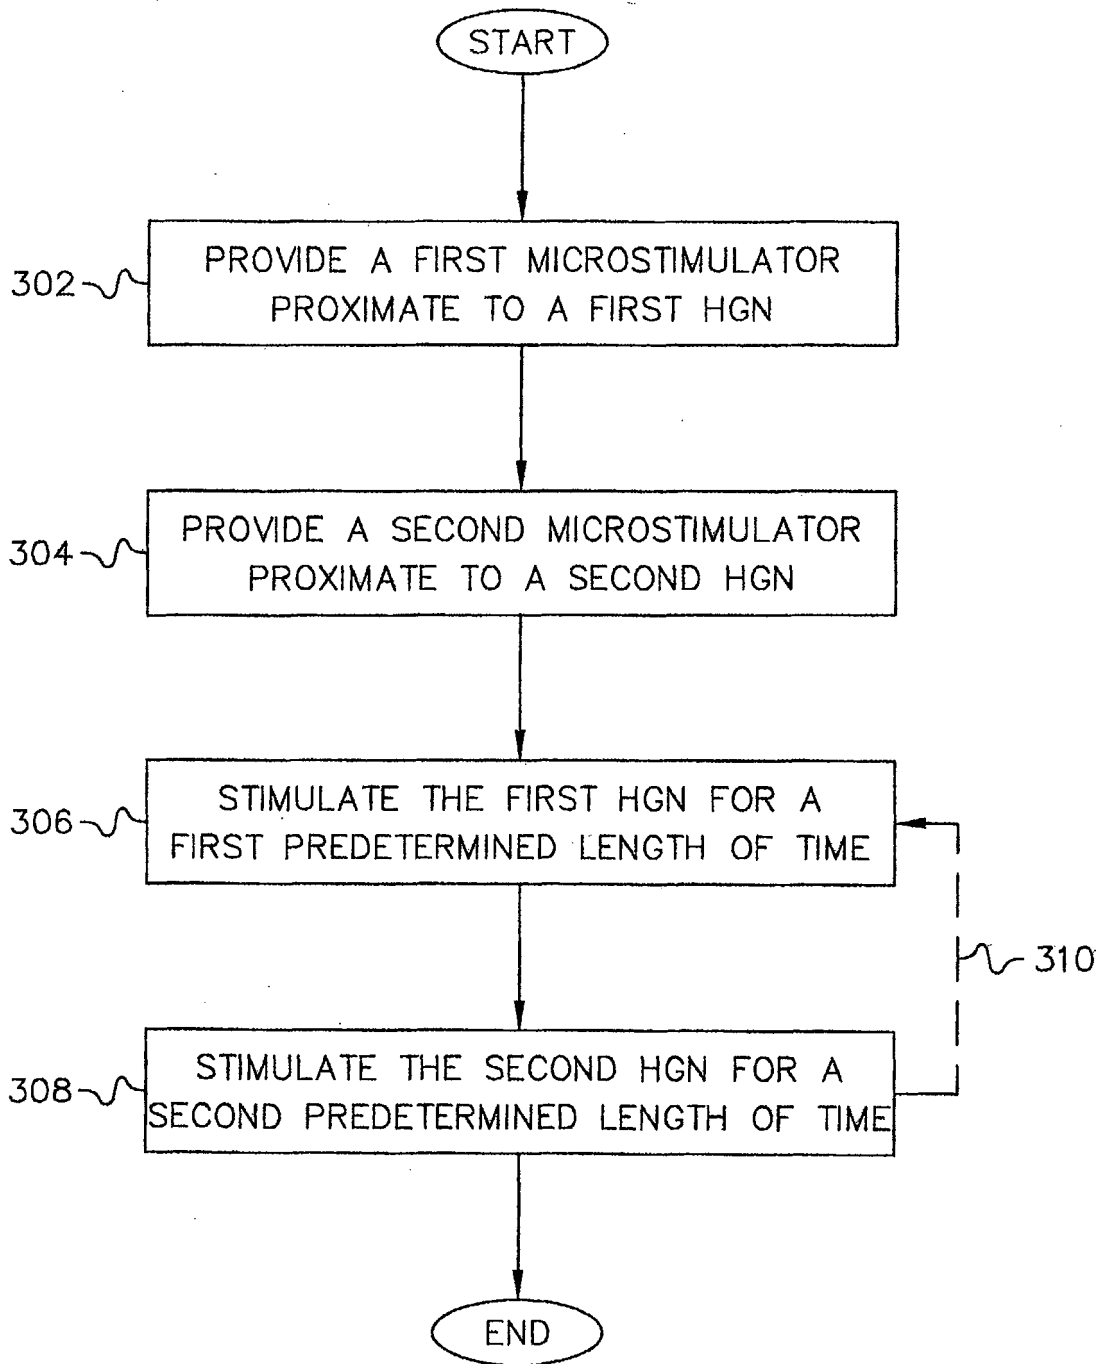 START
302
PROVIDE A FIRST MICROSTIMULATOR
PROXIMATE TO A FIRST HGN
304
PROVIDE A SECOND MICROSTIMULATOR
PROXIMATE TO A SECOND HGN
306
STIMULATE THE FIRST HGN FOR A
FIRST PREDETERMINED LENGTH OF TIME
310
308
STIMULATE THE SECOND HGN FOR A
SECOND PREDETERMINED LENGTH OF TIME
END